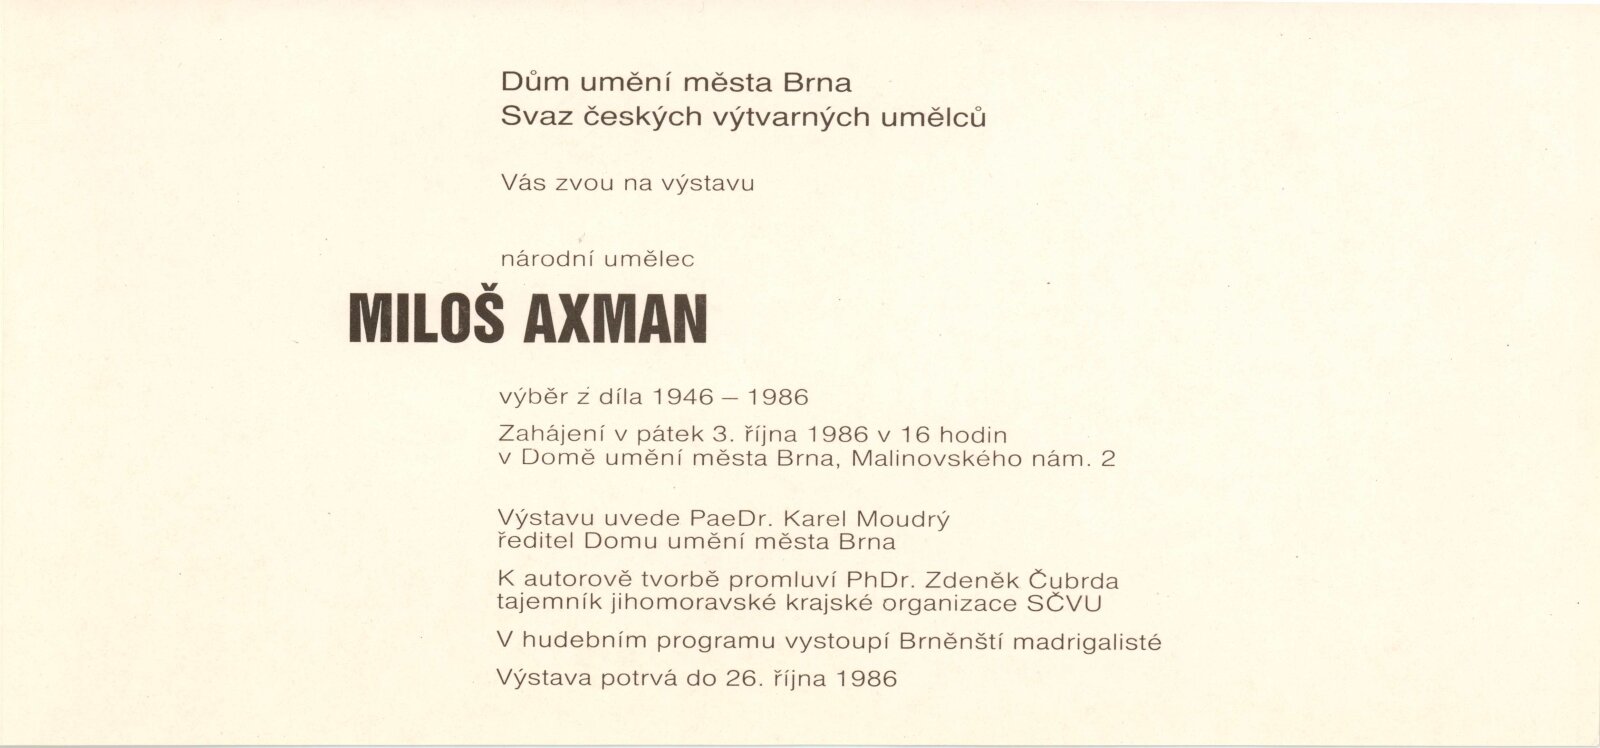 Dům umění města Brna
Svaz českých výtvarných umělců
Vás zvou na výstavu
národní umělec
MILOŠ AXMAN
výběr z díla 1946 – 1986
Zahájení v pátek 3. října 1986 v 16 hodin
v Domě umění města Brna, Malinovského nám. 2
Výstavu uvede PaeDr. Karel Moudrý
ředitel Domu umění města Brna
K autorově tvorbě promluví PhDr. Zdeněk Čubrda
tajemník jihomoravské krajské organizace SČVU
V hudebním programu vystoupí Brněnští madrigalisté
Výstava potrvá do 26. října 1986